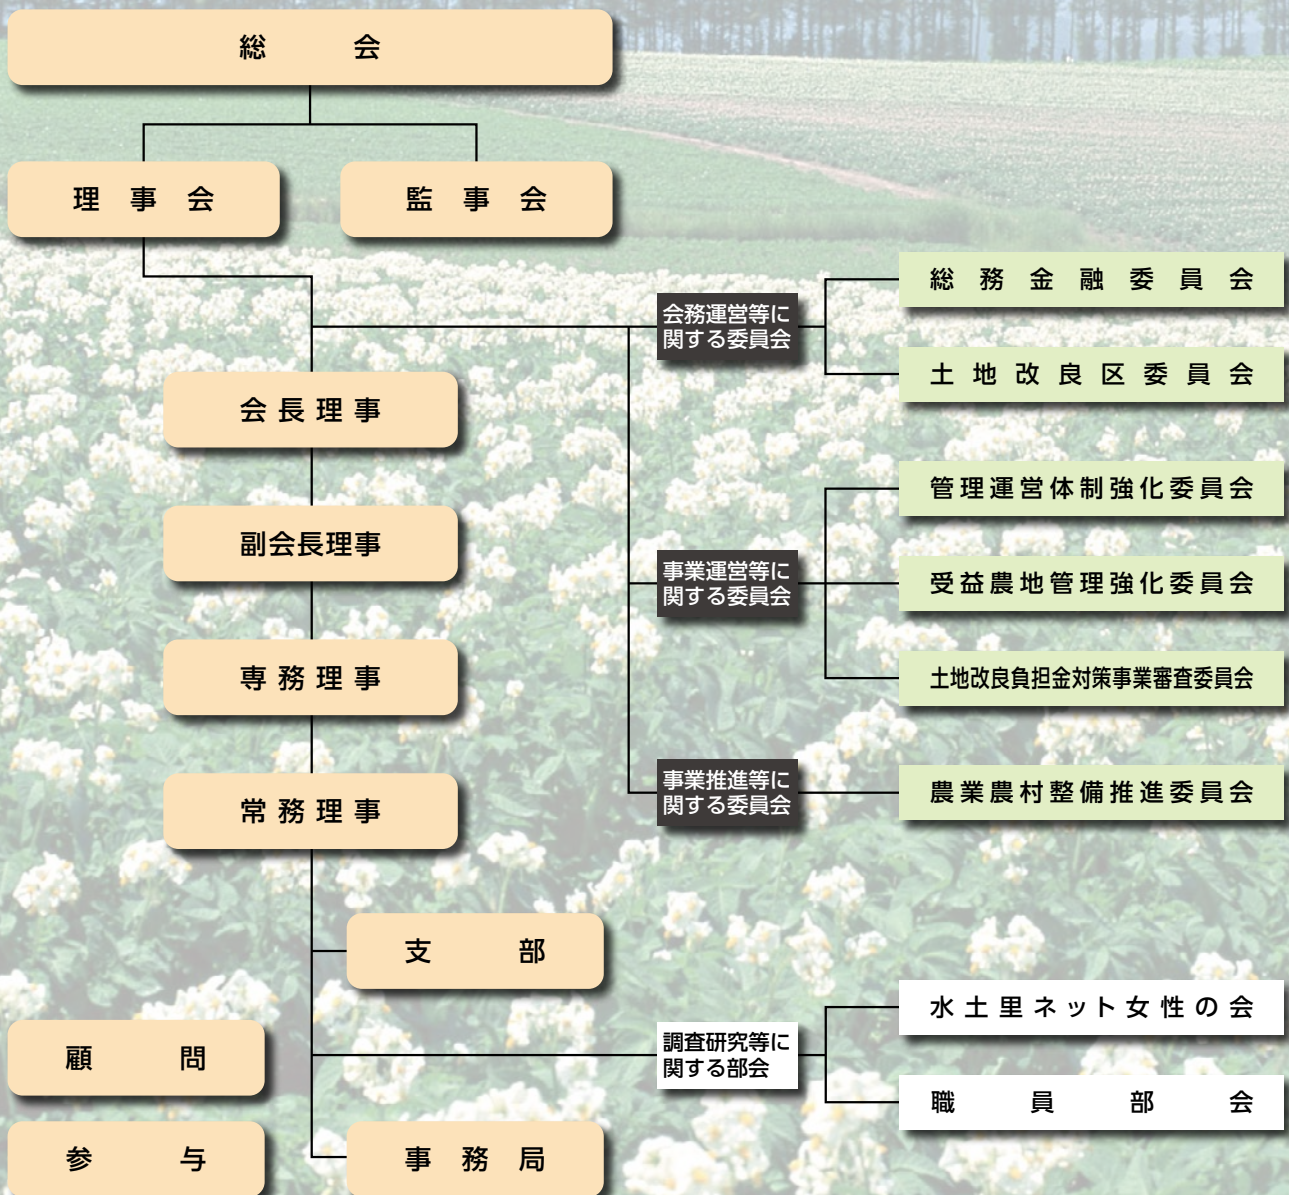 総会
理事会
監事会
会長理事
副会長理事
専務理事
常務理事
支部
顧問
参与
事務局
会務運営等に
関する委員会
総務金融委員会
土地改良区委員会
事業運営等に
関する委員会
管理運営体制強化委員会
受益農地管理強化委員会
土地改良負担金対策事業審査委員会
事業推進等に
関する委員会
農業農村整備推進委員会
調査研究等に
関する部会
水土里ネット女性の会
職員部会